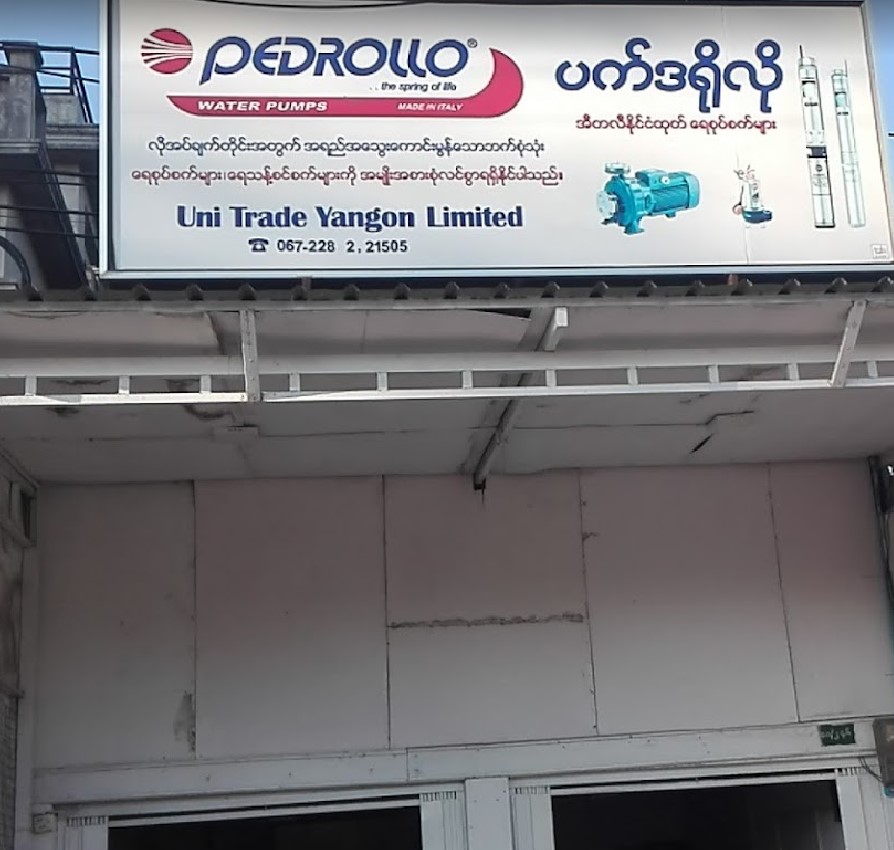 PEDROLLO®
...the spring of life
WATER PUMPS MADE IN ITALY
ပက်ဒရိုလို
အီတလီနိုင်ငံထုတ် ရေစုပ်စက်များ
လိုအပ်ချက်တိုင်းအတွက် အရည်အသွေးကောင်းမွန်သောဘက်စုံသုံး
ရေစုပ်စက်များ၊ရေသန့်စင်စက်များကို အမျိုးအစားစုံလင်စွာရရှိနိုင်ပါသည်။
Uni Trade Yangon Limited
☎ 067-228 2, 21505